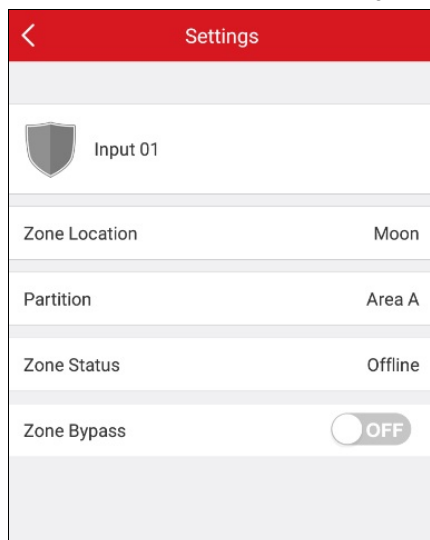 Settings
Input 01
Zone Location Moon
Partition Area A
Zone Status Offline
Zone Bypass OFF